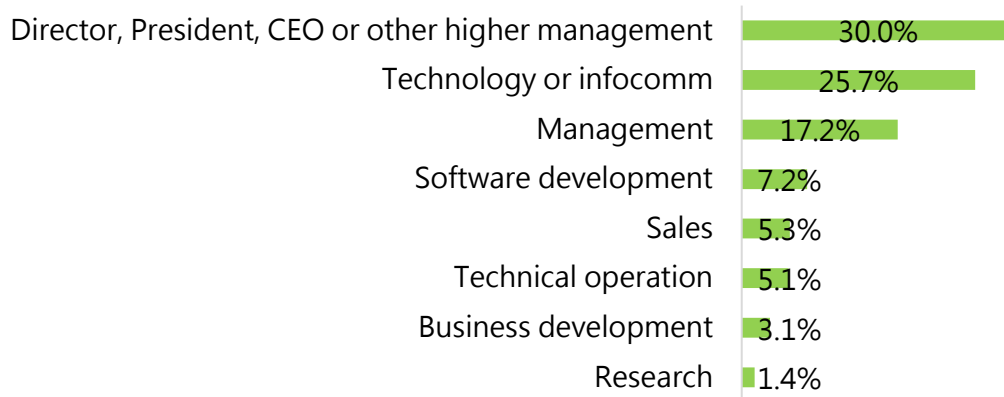 Director, President, CEO or other higher management 30.0%
Technology or infocomm 25.7%
Management 17.2%
Software development 7.2%
Sales 5.3%
Technical operation 5.1%
Business development 3.1%
Research 1.4%